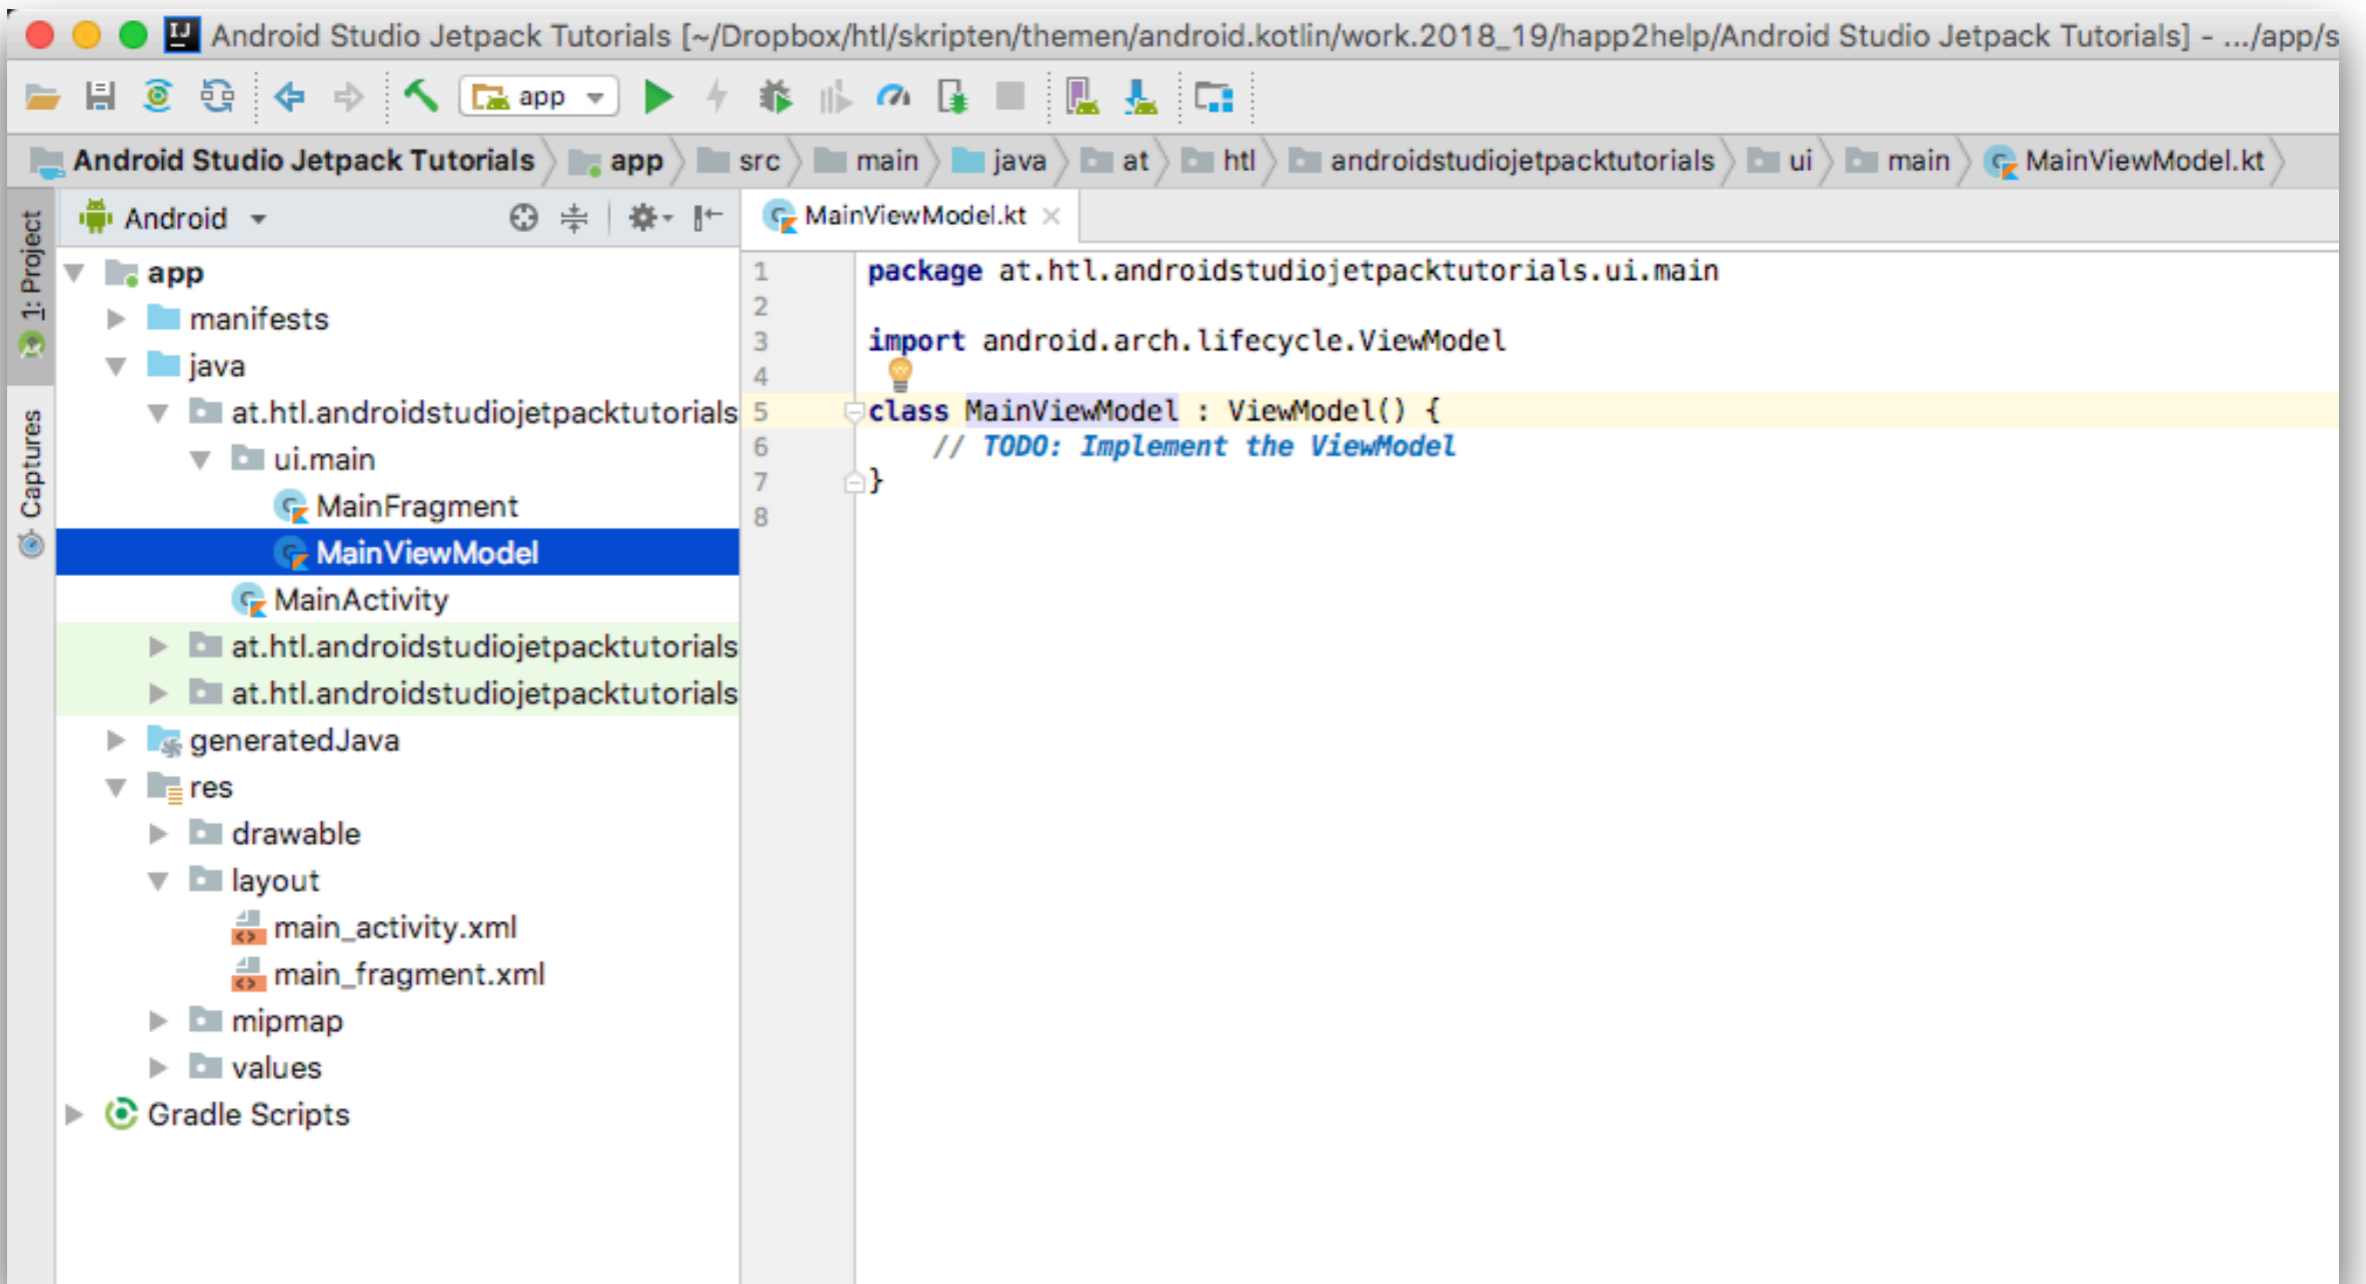 Android Studio Jetpack Tutorials [~/Dropbox/htl/skripten/themen/android.kotlin/work.2018_19/happ2help/Android Studio Jetpack Tutorials] - .../app/s
app
Android Studio Jetpack Tutorials app src main java at htl androidstudiojetpacktutorials ui main MainViewModel.kt
1: Project
Captures
Android
app
manifests
java
at.htl.androidstudiojetpacktutorials
ui.main
MainFragment
MainViewModel
MainActivity
at.htl.androidstudiojetpacktutorials
at.htl.androidstudiojetpacktutorials
generatedJava
res
drawable
layout
main_activity.xml
main_fragment.xml
mipmap
values
Gradle Scripts
MainViewModel.kt
1 package at.htl.androidstudiojetpacktutorials.ui.main
2
3 import android.arch.lifecycle.ViewModel
4
5 class MainViewModel : ViewModel() {
6 // TODO: Implement the ViewModel
7 }
8